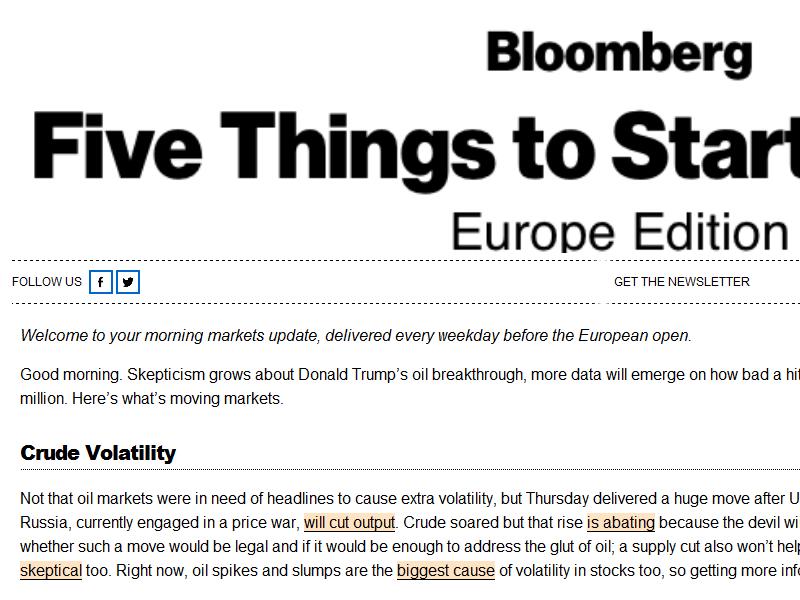 Bloomberg
Five Things to Start
Europe Edition
FOLLOW US GET THE NEWSLETTER
Welcome to your morning markets update, delivered every weekday before the European open.
Good morning. Skepticism grows about Donald Trump’s oil breakthrough, more data will emerge on how bad a hit
million. Here’s what’s moving markets.
Crude Volatility
Not that oil markets were in need of headlines to cause extra volatility, but Thursday delivered a huge move after U
Russia, currently engaged in a price war, will cut output. Crude soared but that rise is abating because the devil wi
whether such a move would be legal and if it would be enough to address the glut of oil; a supply cut also won’t help
skeptical too. Right now, oil spikes and slumps are the biggest cause of volatility in stocks too, so getting more info